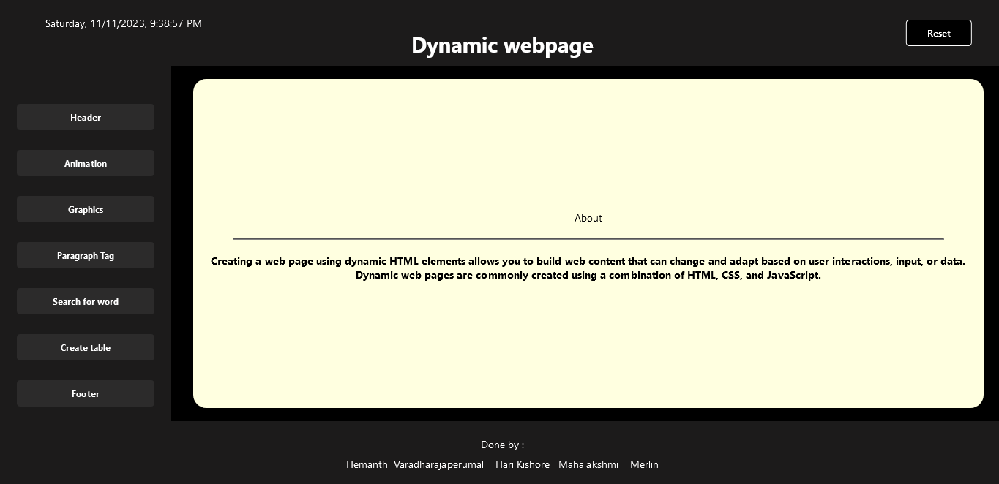 Saturday, 11/11/2023, 9:38:57 PM
Dynamic webpage
Reset
Header
Animation
Graphics
Paragraph Tag
Search for word
Create table
Footer
About
Creating a web page using dynamic HTML elements allows you to build web content that can change and adapt based on user interactions, input, or data.
Dynamic web pages are commonly created using a combination of HTML, CSS, and JavaScript.
Done by :
Hemanth Varadharajaperumal Hari Kishore Mahalakshmi Merlin